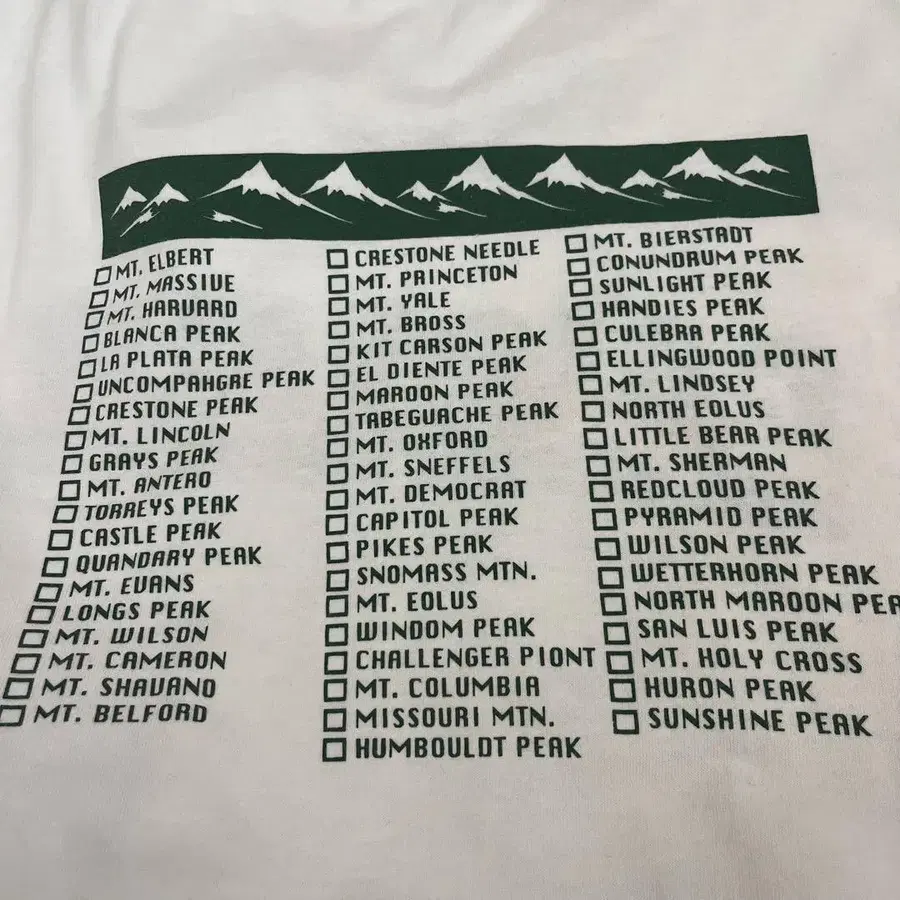 MT. ELBERT
MT. MASSIVE
MT. HARVARD
BLANCA PEAK
LA PLATA PEAK
UNCOMPAHGRE PEAK
CRESTONE PEAK
MT. LINCOLN
GRAYS PEAK
MT. ANTERO
TORREYS PEAK
CASTLE PEAK
QUANDARY PEAK
MT. EVANS
LONGS PEAK
MT. WILSON
MT. CAMERON
MT. SHAVANO
MT. BELFORD
CRESTONE NEEDLE
MT. PRINCETON
MT. YALE
MT. BROSS
KIT CARSON PEAK
EL DIENTE PEAK
MAROON PEAK
TABEGUACHE PEAK
MT. OXFORD
MT. SNEFFELS
MT. DEMOCRAT
CAPITOL PEAK
PIKES PEAK
SNOMASS MTN.
MT. EOLUS
WINDOM PEAK
CHALLENGER PIONT
MT. COLUMBIA
MISSOURI MTN.
HUMBOULDT PEAK
MT. BIERSTADT
CONUNDRUM PEAK
SUNLIGHT PEAK
HANDIES PEAK
CULEBRA PEAK
ELLINGWOOD POINT
MT. LINDSEY
NORTH EOLUS
LITTLE BEAR PEAK
MT. SHERMAN
REDCLOUD PEAK
PYRAMID PEAK
WILSON PEAK
WETTERHORN PEAK
NORTH MAROON PEA
SAN LUIS PEAK
MT. HOLY CROSS
HURON PEAK
SUNSHINE PEAK